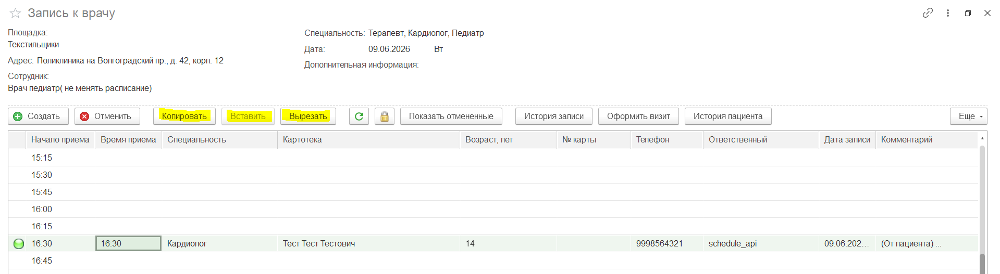 Запись к врачу
Площадка:
Текстильщики
Адрес: Поликлиника на Волгоградский пр., д. 42, корп. 12
Сотрудник:
Врач педиатр( не менять расписание)
Специальность: Терапевт, Кардиолог, Педиатр
Дата: 09.06.2026 Вт
Дополнительная информация:
Создать Отменить Копировать Вставить Вырезать Показать отмененные История записи Оформить визит История пациента Еще
Начало приема Время приема Специальность Картотека Возраст, лет № карты Телефон Ответственный Дата записи Комментарий
15:15
15:30
15:45
16:00
16:15
16:30 16:30 Кардиолог Тест Тест Тестович 14 9998564321 schedule_api 09.06.202... (От пациента) ...
16:45